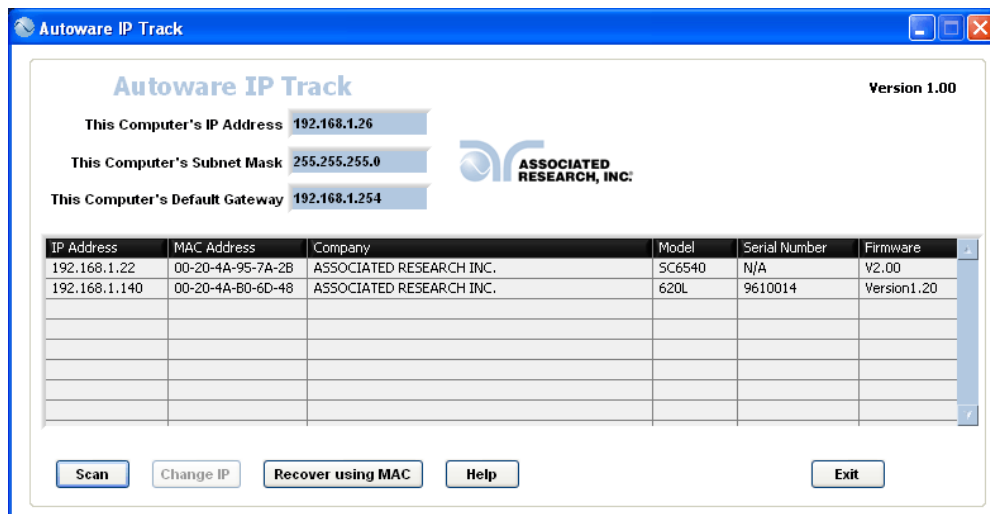 Autoware IP Track
Autoware IP Track
Version 1.00
This Computer's IP Address 192.168.1.26
This Computer's Subnet Mask 255.255.255.0
This Computer's Default Gateway 192.168.1.254
ASSOCIATED
RESEARCH, INC.
IP Address MAC Address Company Model Serial Number Firmware
192.168.1.22 00-20-4A-95-7A-2B ASSOCIATED RESEARCH INC. SC6540 N/A V2.00
192.168.1.140 00-20-4A-B0-6D-48 ASSOCIATED RESEARCH INC. 620L 9610014 Version1.20
Scan Change IP Recover using MAC Help Exit